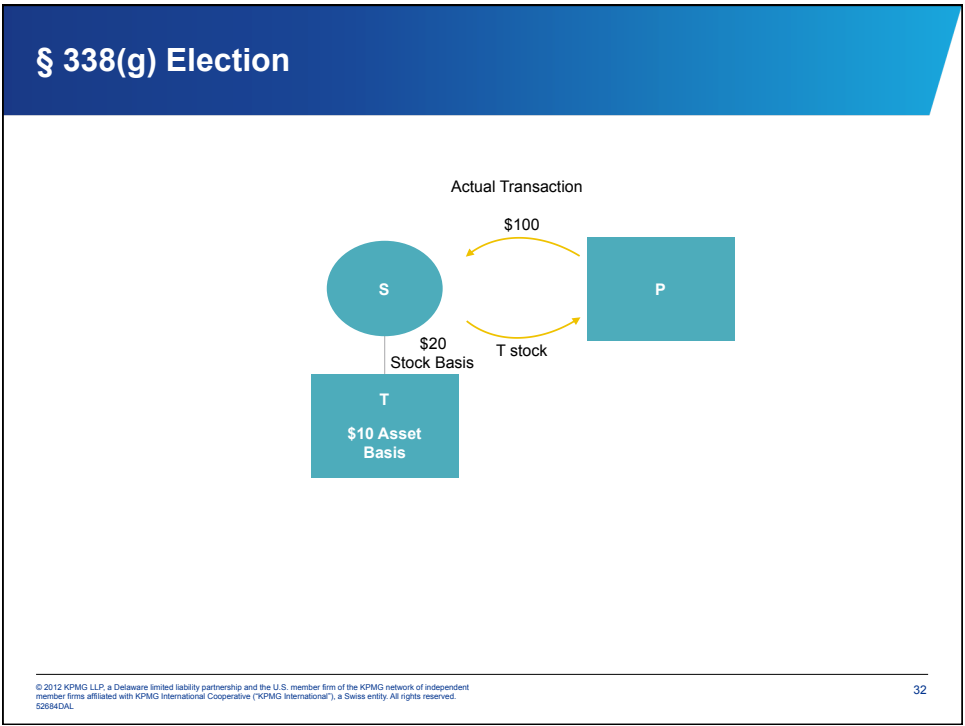 § 338(g) Election
Actual Transaction
$100
S
P
$20
Stock Basis
T stock
T
$10 Asset
Basis
© 2012 KPMG LLP, a Delaware limited liability partnership and the U.S. member firm of the KPMG network of independent
member firms affiliated with KPMG International Cooperative (“KPMG International”), a Swiss entity. All rights reserved.
52684DAL
32